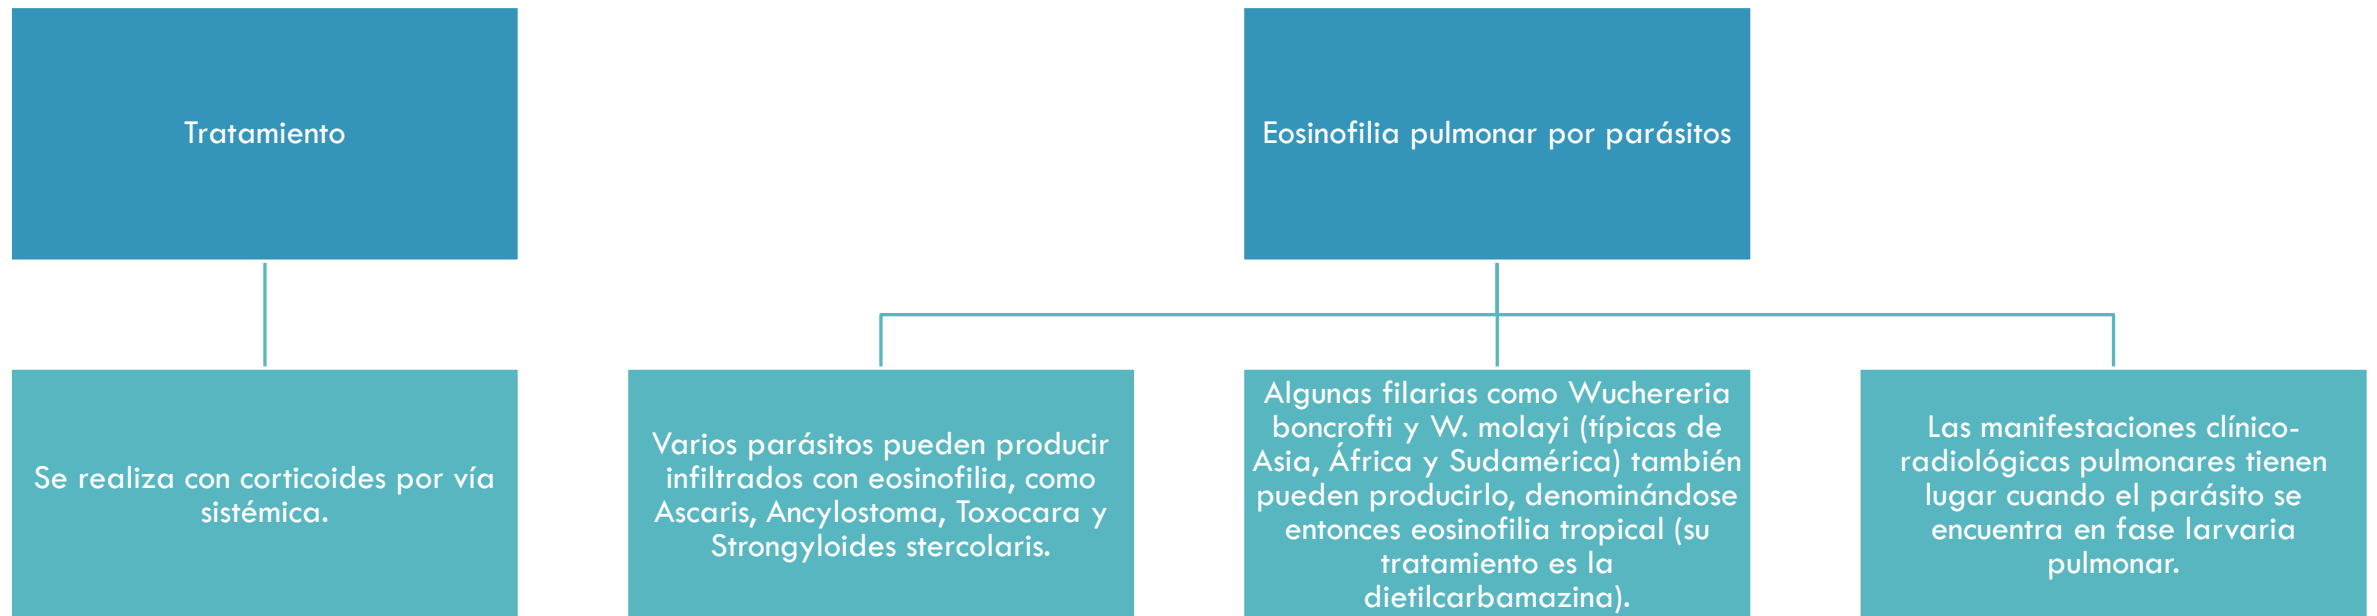 Tratamiento
Eosinofilia pulmonar por parásitos
Se realiza con corticoides por vía
sistémica.
Varios parásitos pueden producir
infiltrados con eosinofilia, como
Ascaris, Ancylostoma, Toxocara y
Strongyloides stercolaris.
Algunas filarias como Wuchereria
boncrofti y W. molayi (típicas de
Asia, África y Sudamérica) también
pueden producirlo, denominándose
entonces eosinofilia tropical (su
tratamiento es la
dietilcarbamazina).
Las manifestaciones clínico-
radiológicas pulmonares tienen
lugar cuando el parásito se
encuentra en fase larvaria
pulmonar.